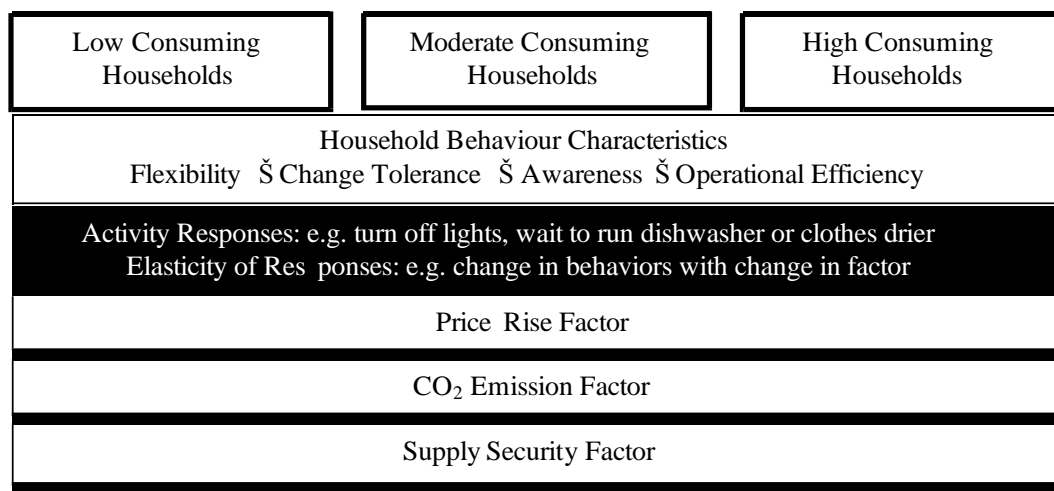 Low Consuming
Households
Moderate Consuming
Households
High Consuming
Households
Household Behaviour Characteristics
Flexibility Š Change Tolerance Š Awareness Š Operational Efficiency
Activity Responses: e.g. turn off lights, wait to run dishwasher or clothes drier
Elasticity of Res ponses: e.g. change in behaviors with change in factor
Price Rise Factor
CO₂ Emission Factor
Supply Security Factor